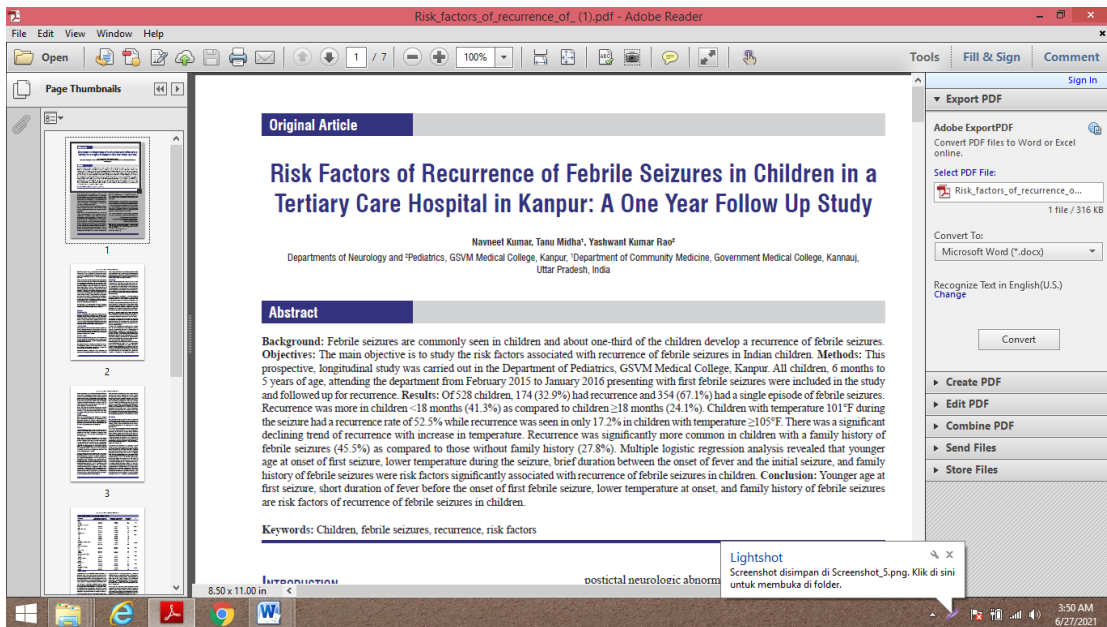 Risk_factors_of_recurrence_of_ (1).pdf - Adobe Reader
File Edit View Window Help
Open 1 / 7 100% Tools Fill & Sign Comment
Sign In
Page Thumbnails
1
2
3
Original Article
Risk Factors of Recurrence of Febrile Seizures in Children in a
Tertiary Care Hospital in Kanpur: A One Year Follow Up Study
Navneet Kumar, Tanu Midha¹, Yashwant Kumar Rao²
Departments of Neurology and ²Pediatrics, GSVM Medical College, Kanpur, ¹Department of Community Medicine, Government Medical College, Kannauj,
Uttar Pradesh, India
Abstract
Background: Febrile seizures are commonly seen in children and about one-third of the children develop a recurrence of febrile seizures.
Objectives: The main objective is to study the risk factors associated with recurrence of febrile seizures in Indian children. Methods: This
prospective, longitudinal study was carried out in the Department of Pediatrics, GSVM Medical College, Kanpur. All children, 6 months to
5 years of age, attending the department from February 2015 to January 2016 presenting with first febrile seizures were included in the study
and followed up for recurrence. Results: Of 528 children, 174 (32.9%) had recurrence and 354 (67.1%) had a single episode of febrile seizures.
Recurrence was more in children <18 months (41.3%) as compared to children ≥18 months (24.1%). Children with temperature 101°F during
the seizure had a recurrence rate of 52.5% while recurrence was seen in only 17.2% in children with temperature ≥105°F. There was a significant
declining trend of recurrence with increase in temperature. Recurrence was significantly more common in children with a family history of
febrile seizures (45.5%) as compared to those without family history (27.8%). Multiple logistic regression analysis revealed that younger
age at onset of first seizure, lower temperature during the seizure, brief duration between the onset of fever and the initial seizure, and family
history of febrile seizures were risk factors significantly associated with recurrence of febrile seizures in children. Conclusion: Younger age at
first seizure, short duration of fever before the onset of first febrile seizure, lower temperature at onset, and family history of febrile seizures
are risk factors of recurrence of febrile seizures in children.
Keywords: Children, febrile seizures, recurrence, risk factors
Introduction
postictal neurologic abnorm
8.50 x 11.00 in
Export PDF
Adobe ExportPDF
Convert PDF files to Word or Excel
online.
Select PDF File:
Risk_factors_of_recurrence_o...
1 file / 316 KB
Convert To:
Microsoft Word (*.docx)
Recognize Text in English(U.S.)
Change
Convert
Create PDF
Edit PDF
Combine PDF
Send Files
Store Files
Lightshot
Screenshot disimpan di Screenshot_5.png. Klik di sini
untuk membuka di folder.
3:50 AM
6/27/2021